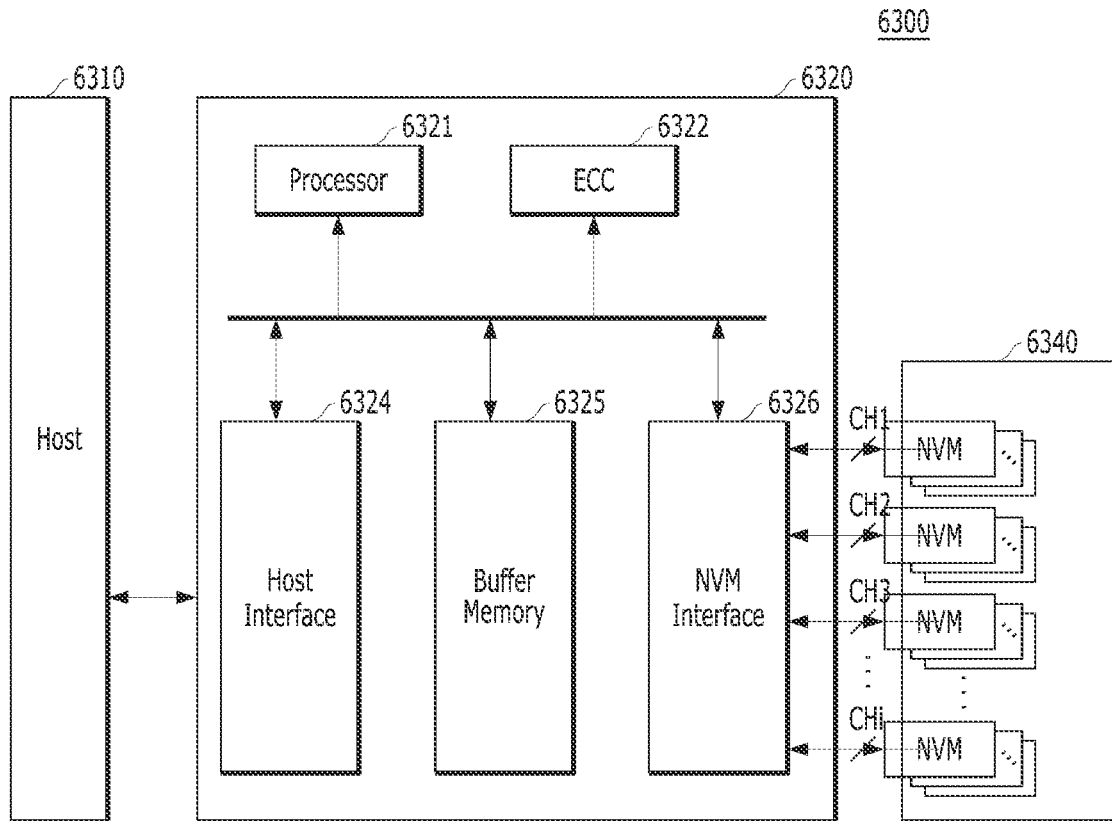 6300
6310
6320
6321
6322
Processor
ECC
6340
6324
6325
6326
CH1
NVM
Host
CH2
NVM
Host
Interface
Buffer
Memory
NVM
Interface
CH3
NVM
CHi
NVM